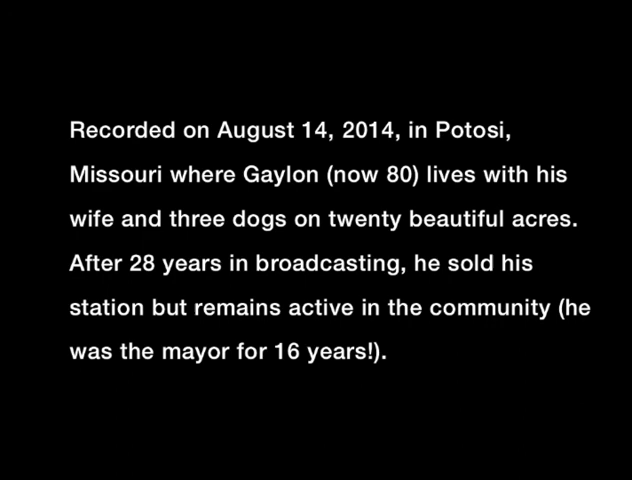 Recorded on August 14, 2014, in Potosi,
Missouri where Gaylon (now 80) lives with his
wife and three dogs on twenty beautiful acres.
After 28 years in broadcasting, he sold his
station but remains active in the community (he
was the mayor for 16 years!).